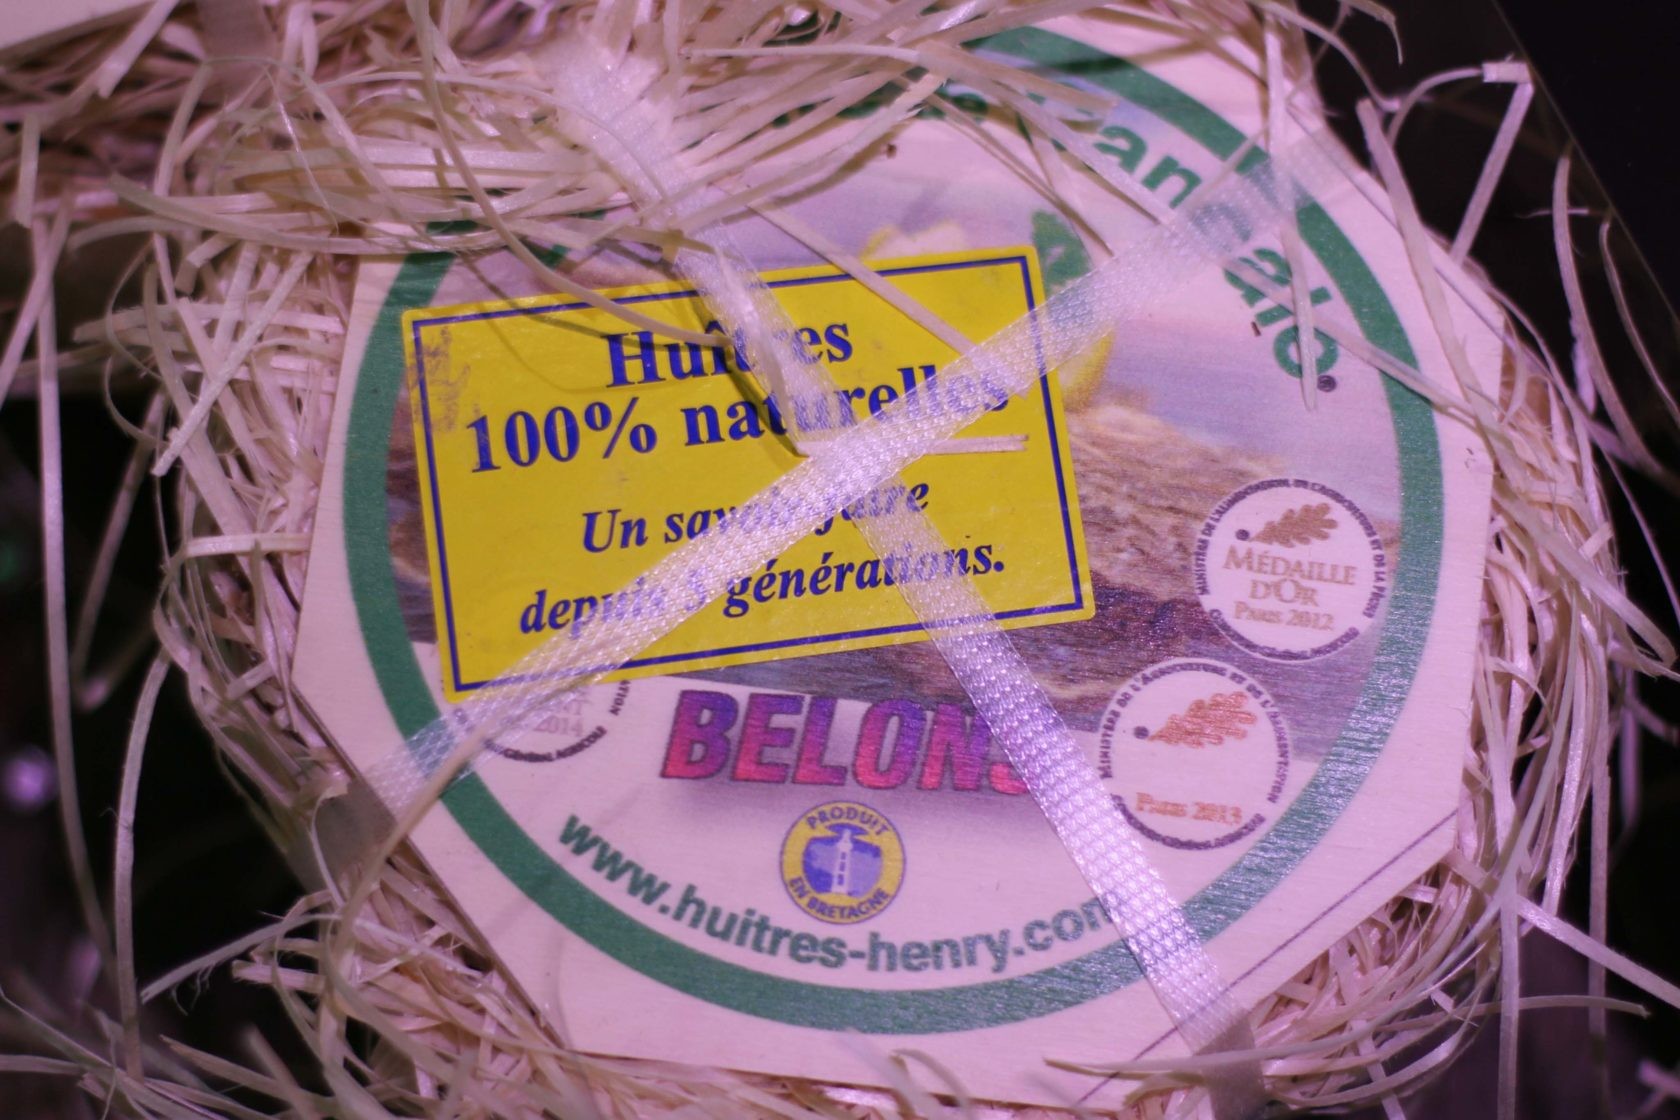 Huîtres
100% naturelles
Un savoir-faire
depuis 3 générations.
MÉDAILLE
D'OR
PARIS 2012
2014
BELONS
PARIS 2013
PRODUIT
EN BRETAGNE
www.huitres-henry.com